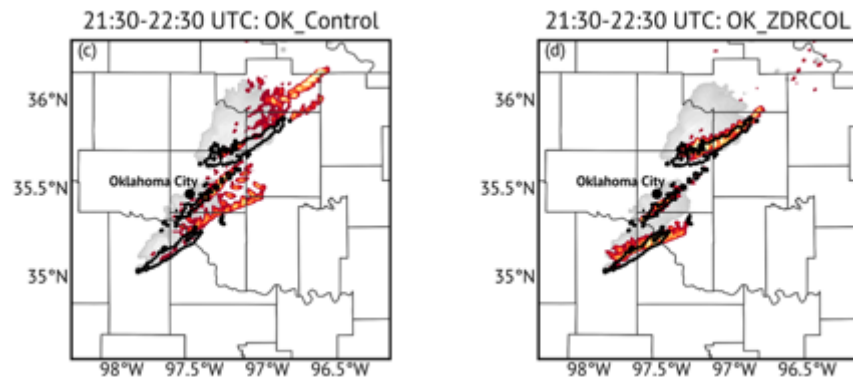 21:30-22:30 UTC: OK_Control
(c)
36°N
35.5°N
35°N
Oklahoma City
98°W 97.5°W 97°W 96.5°W
21:30-22:30 UTC: OK_ZDRCOL
(d)
36°N
35.5°N
35°N
Oklahoma City
98°W 97.5°W 97°W 96.5°W